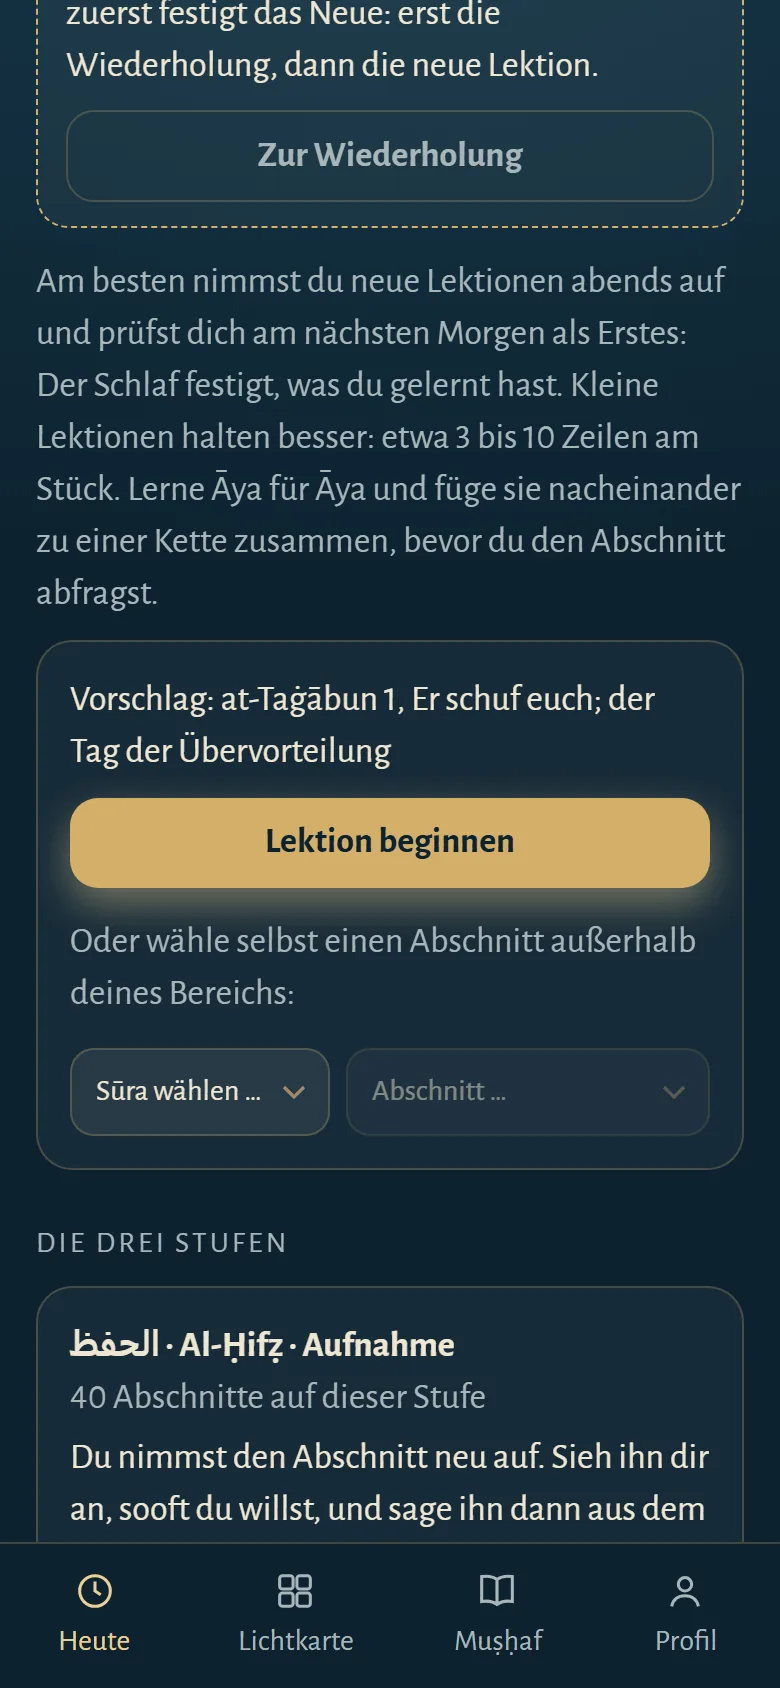 zuerst festigt das Neue: erst die
Wiederholung, dann die neue Lektion.
Zur Wiederholung
Am besten nimmst du neue Lektionen abends auf
und prüfst dich am nächsten Morgen als Erstes:
Der Schlaf festigt, was du gelernt hast. Kleine
Lektionen halten besser: etwa 3 bis 10 Zeilen am
Stück. Lerne Āya für Āya und füge sie nacheinander
zu einer Kette zusammen, bevor du den Abschnitt
abfragst.
Vorschlag: at-Taġābun 1, Er schuf euch; der
Tag der Übervorteilung
Lektion beginnen
Oder wähle selbst einen Abschnitt außerhalb
deines Bereichs:
Sūra wählen ...
Abschnitt ...
DIE DREI STUFEN
الحفظ · Al-Ḥifẓ · Aufnahme
40 Abschnitte auf dieser Stufe
Du nimmst den Abschnitt neu auf. Sieh ihn dir
an, sooft du willst, und sage ihn dann aus dem
Heute
Lichtkarte
Muṣḥaf
Profil